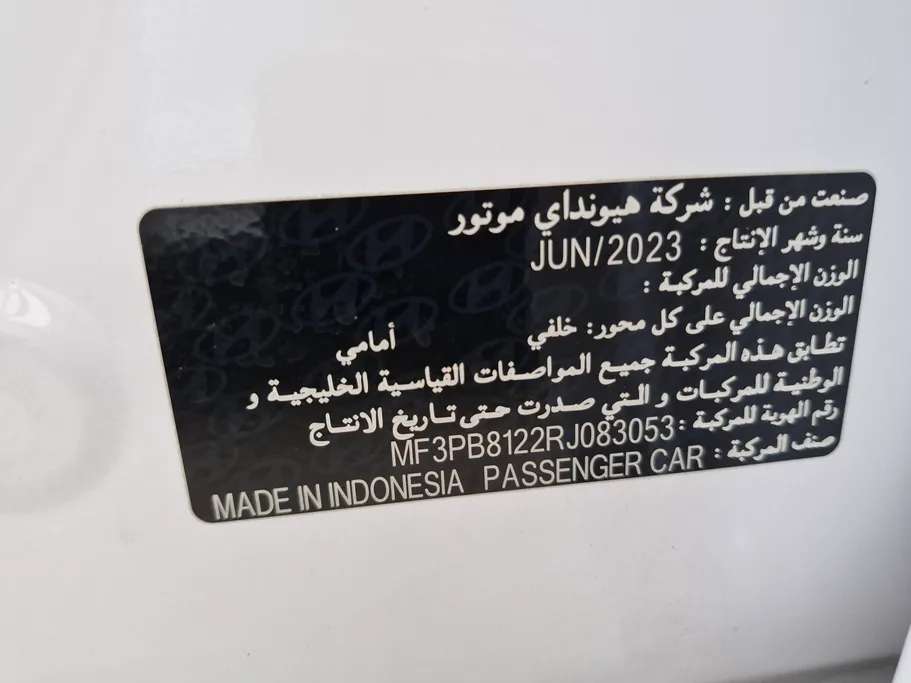 صنعت من قبل : شركة هيونداي موتور
سنة وشهر الإنتاج : JUN/2023
الوزن الإجمالي للمركبة :
الوزن الإجمالي على كل محور: خلفي أمامي
تطابق هذه المركبة جميع المواصفات القياسية الخليجية و
الوطنية للمركبات و التي صدرت حتى تاريخ الانتاج
رقم الهوية للمركبة : MF3PB8122RJ083053
صنف المركبة : PASSENGER CAR MADE IN INDONESIA